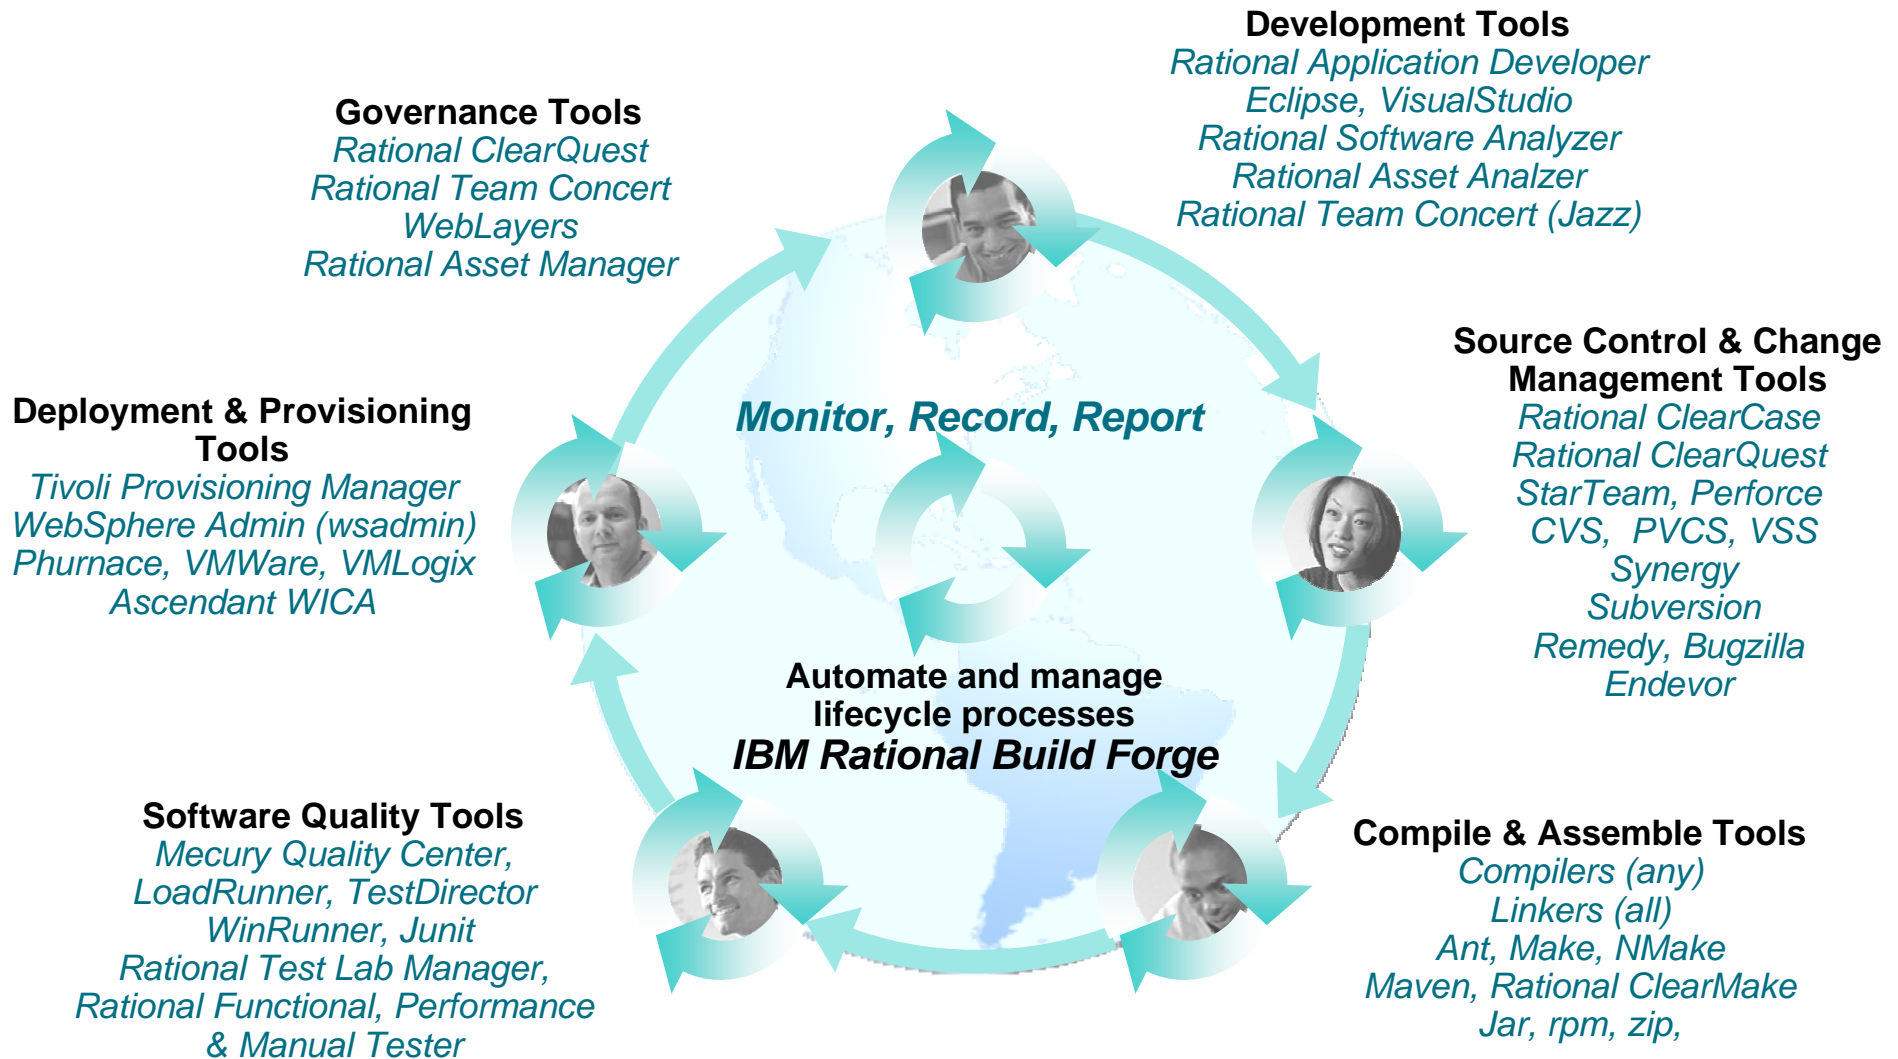 Development Tools
Rational Application Developer
Eclipse, VisualStudio
Rational Software Analyzer
Rational Asset Analzer
Rational Team Concert (Jazz)
Governance Tools
Rational ClearQuest
Rational Team Concert
WebLayers
Rational Asset Manager
Source Control & Change
Management Tools
Rational ClearCase
Rational ClearQuest
StarTeam, Perforce
CVS, PVCS, VSS
Synergy
Subversion
Remedy, Bugzilla
Endevor
Deployment & Provisioning
Tools
Tivoli Provisioning Manager
WebSphere Admin (wsadmin)
Phurnace, VMWare, VMLogix
Ascendant WICA
Monitor, Record, Report
Automate and manage
lifecycle processes
IBM Rational Build Forge
Software Quality Tools
Mecury Quality Center,
LoadRunner, TestDirector
WinRunner, Junit
Rational Test Lab Manager,
Rational Functional, Performance
& Manual Tester
Compile & Assemble Tools
Compilers (any)
Linkers (all)
Ant, Make, NMake
Maven, Rational ClearMake
Jar, rpm, zip,